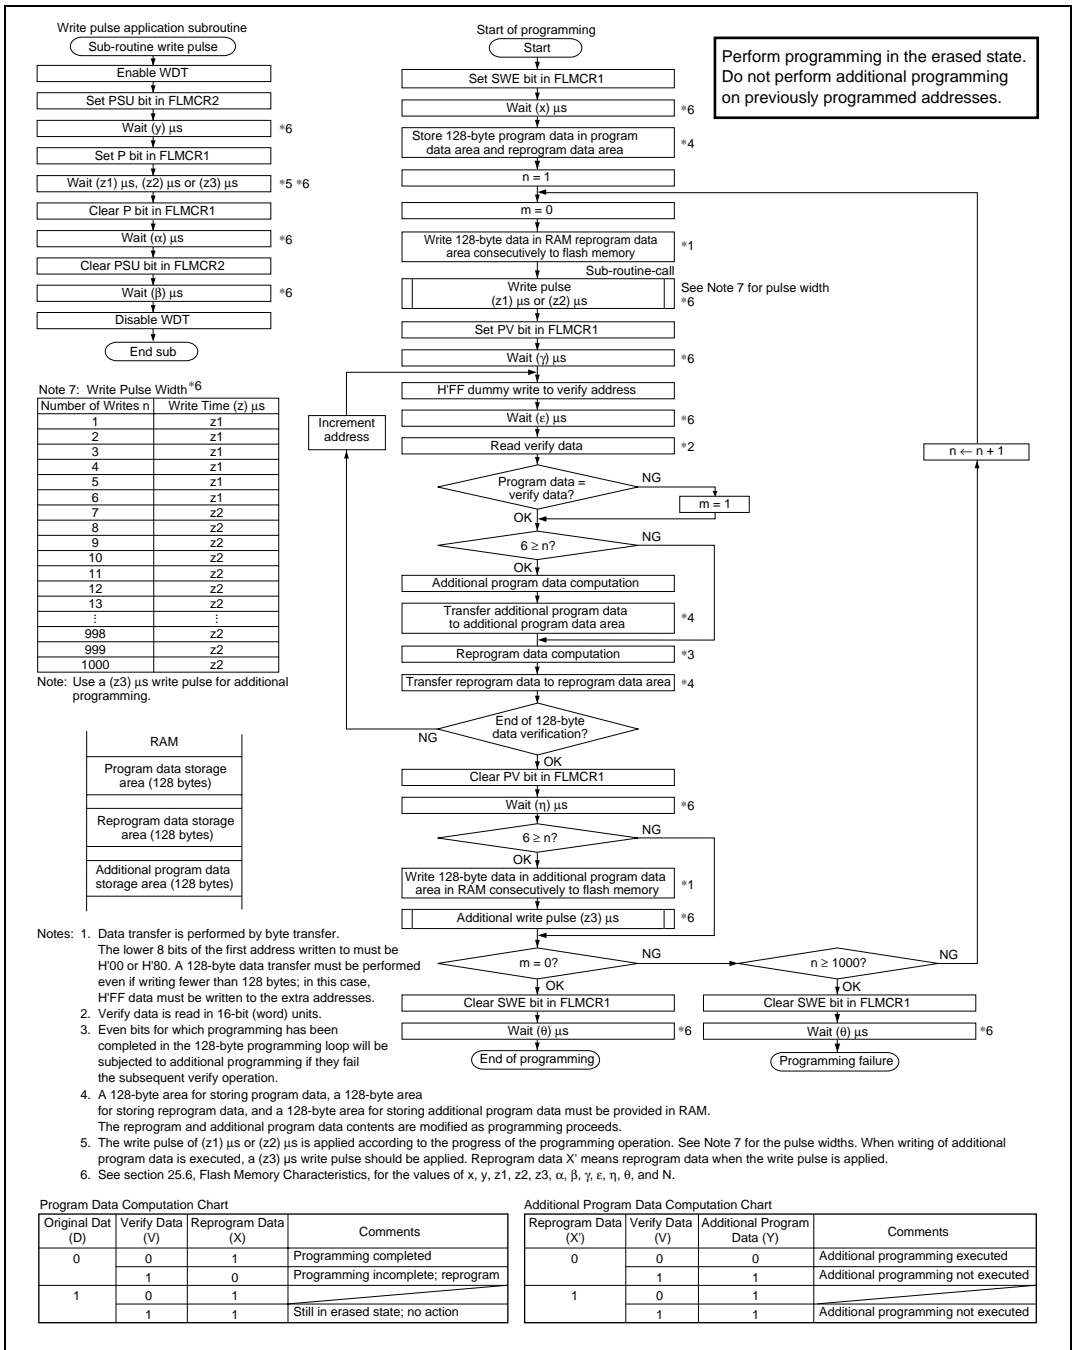 Write pulse application subroutine
Sub-routine write pulse
Enable WDT
Set PSU bit in FLMCR2
Wait (y) µs
*6
Set P bit in FLMCR1
Wait (z1) µs, (z2) µs or (z3) µs
*5 *6
Clear P bit in FLMCR1
Wait (α) µs
*6
Clear PSU bit in FLMCR2
Wait (β) µs
*6
Disable WDT
End sub
Note 7: Write Pulse Width*6
Number of Writes n Write Time (z) µs
1 z1
2 z1
3 z1
4 z1
5 z1
6 z1
7 z2
8 z2
9 z2
10 z2
11 z2
12 z2
13 z2
⋮ ⋮
998 z2
999 z2
1000 z2
Note: Use a (z3) µs write pulse for additional
programming.
RAM
Program data storage
area (128 bytes)
Reprogram data storage
area (128 bytes)
Additional program data
storage area (128 bytes)
Start of programming
Start
Set SWE bit in FLMCR1
Wait (x) µs
*6
Store 128-byte program data in program
data area and reprogram data area
*4
n = 1
m = 0
Write 128-byte data in RAM reprogram data
area consecutively to flash memory
*1
Sub-routine-call
Write pulse
(z1) µs or (z2) µs
See Note 7 for pulse width
*6
Set PV bit in FLMCR1
Wait (γ) µs
*6
H'FF dummy write to verify address
Wait (ε) µs
*6
Read verify data
*2
Increment
address
Program data =
verify data?
NG
m = 1
OK
6 ≥ n?
NG
OK
Additional program data computation
Transfer additional program data
to additional program data area
*4
Reprogram data computation
*3
Transfer reprogram data to reprogram data area
*4
End of 128-byte
data verification?
NG
OK
Clear PV bit in FLMCR1
Wait (η) µs
*6
6 ≥ n?
NG
OK
Write 128-byte data in additional program data
area in RAM consecutively to flash memory
*1
Additional write pulse (z3) µs
*6
m = 0?
NG
OK
Clear SWE bit in FLMCR1
Wait (θ) µs
*6
End of programming
n ≥ 1000?
NG
OK
Clear SWE bit in FLMCR1
Wait (θ) µs
*6
Programming failure
n ← n + 1
Perform programming in the erased state.
Do not perform additional programming
on previously programmed addresses.
Notes: 1. Data transfer is performed by byte transfer.
The lower 8 bits of the first address written to must be
H'00 or H'80. A 128-byte data transfer must be performed
even if writing fewer than 128 bytes; in this case,
H'FF data must be written to the extra addresses.
2. Verify data is read in 16-bit (word) units.
3. Even bits for which programming has been
completed in the 128-byte programming loop will be
subjected to additional programming if they fail
the subsequent verify operation.
4. A 128-byte area for storing program data, a 128-byte area
for storing reprogram data, and a 128-byte area for storing additional program data must be provided in RAM.
The reprogram and additional program data contents are modified as programming proceeds.
5. The write pulse of (z1) µs or (z2) µs is applied according to the progress of the programming operation. See Note 7 for the pulse widths. When writing of additional
program data is executed, a (z3) µs write pulse should be applied. Reprogram data X' means reprogram data when the write pulse is applied.
6. See section 25.6, Flash Memory Characteristics, for the values of x, y, z1, z2, z3, α, β, γ, ε, η, θ, and N.
Program Data Computation Chart
Original Dat (D) Verify Data (V) Reprogram Data (X) Comments
0 0 1 Programming completed
1 0 Programming incomplete; reprogram
1 0 1
1 1 Still in erased state; no action
Additional Program Data Computation Chart
Reprogram Data (X') Verify Data (V) Additional Program Data (Y) Comments
0 0 0 Additional programming executed
1 1 Additional programming not executed
1 0 1
1 1 Additional programming not executed